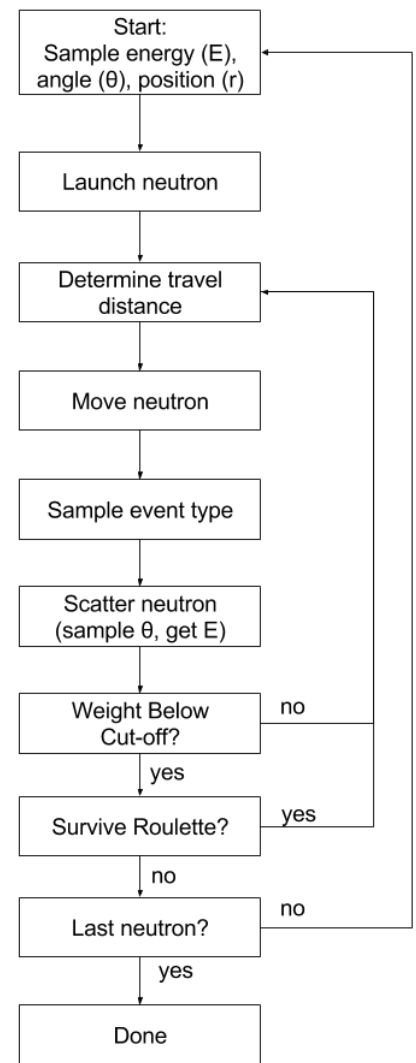 Start:
Sample energy (E),
angle (θ), position (r)
Launch neutron
Determine travel
distance
Move neutron
Sample event type
Scatter neutron
(sample θ, get E)
Weight Below
Cut-off?
no
yes
Survive Roulette?
yes
no
Last neutron?
no
yes
Done